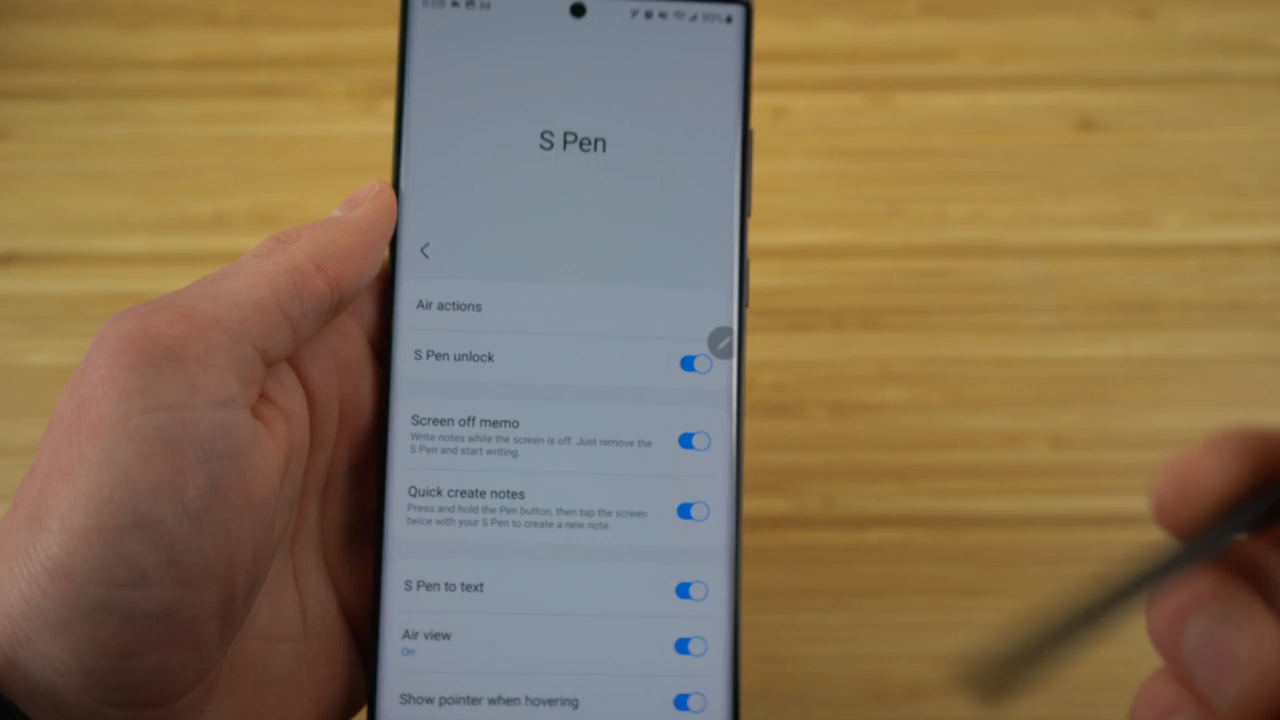 90%
S Pen
Air actions
S Pen unlock
Screen off memo
Write notes while the screen is off. Just remove the
S Pen and start writing.
Quick create notes
Press and hold the Pen button, then tap the screen
twice with your S Pen to create a new note.
S Pen to text
Air view
On
Show pointer when hovering